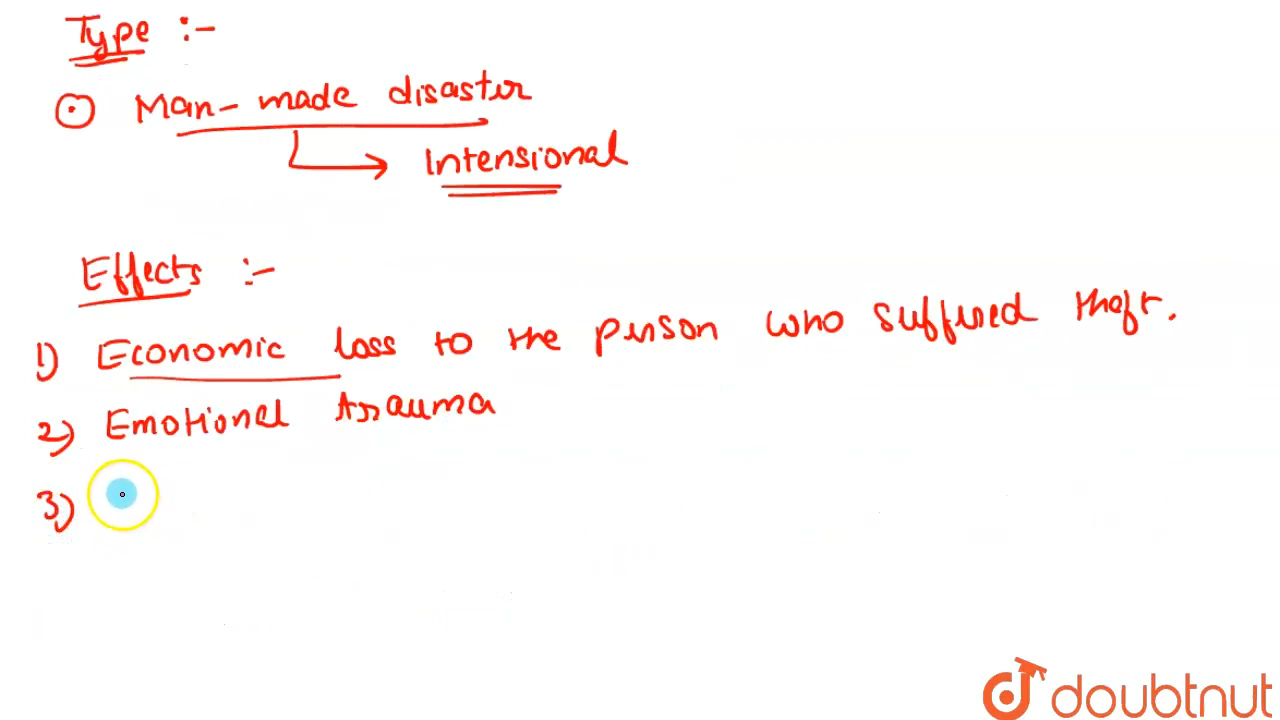 Type :-
⊙ Man-made disaster
Intensional
Effects :-
1) Economic loss to the person who suffered theft.
2) Emotional trauma
3)
doubtnut